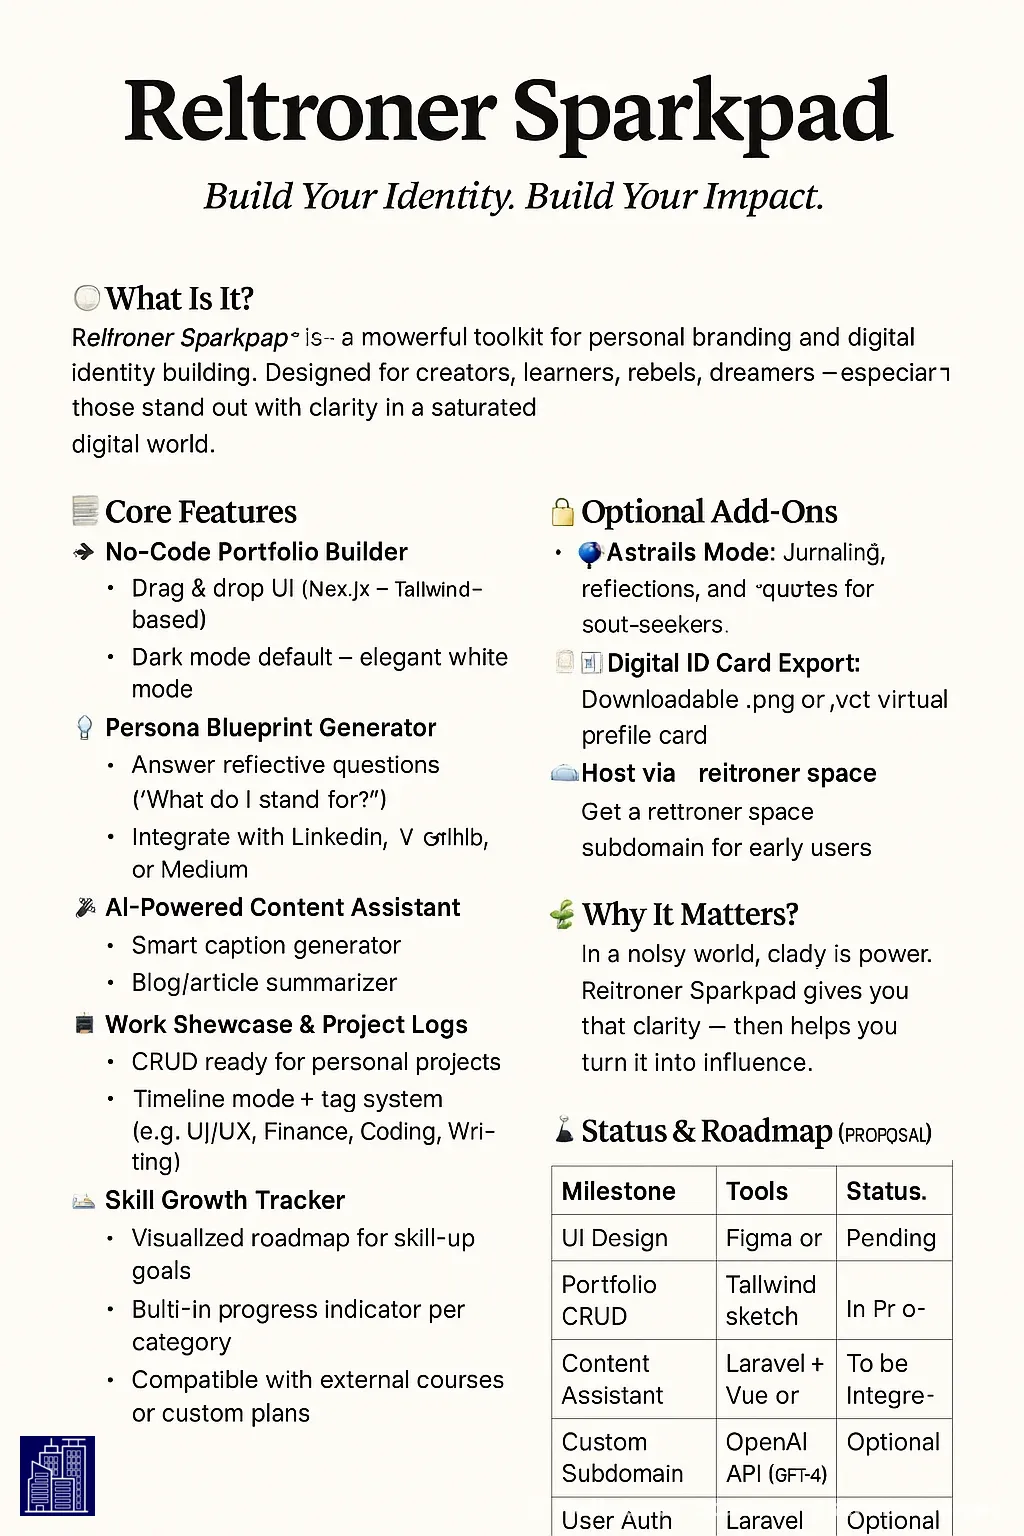 Reltroner Sparkpad
Build Your Identity. Build Your Impact.
What Is It?
Relfroner Sparkpap is-- a mowerful toolkit for personal branding and digital
identity building. Designed for creators, learners, rebels, dreamers –
those stand out with clarity in a saturated
digital world.
Core Features
No-Code Portfolio Builder
• Drag & drop UI (Nex.Jx – Tallwind-
based)
• Dark mode default – elegant white
mode
Persona Blueprint Generator
• Answer refiective questions
(‘What do I stand for?”)
• Integrate with Linkedin, V
or Medium
AI-Powered Content Assistant
• Smart caption generator
• Blog/article summarizer
Work Shewcase & Project Logs
• CRUD ready for personal projects
• Timeline mode + tag system
(e.g. UJ/UX, Finance, Coding, Wri-
ting)
Skill Growth Tracker
• Visuallzed roadmap for skill-up
goals
• Bulti-in progress indicator per
category
• Compatible with external courses
or custom plans
Optional Add-Ons
• Astrails Mode: Jurnaling̃,
refiections, and for
sout-seekers.
Digital ID Card Export:
Downloadable .png or ,vct virtual
prefile card
Host via reitroner space
Get a rettroner space
subdomain for early users
Why It Matters?
In a nolsy world, clady is power.
Reitroner Sparkpad gives you
that clarity – then helps you
turn it into influence.
Status & Roadmap (PROPOSAL)
Milestone Tools Status.
UI Design Figma or Pending
Portfolio Tallwind
CRUD sketch In Pr o-
Content Laravel + To be
Assistant Vue or Integre-
Custom OpenAI Optional
Subdomain API (GFT-4)
User Auth Laravel Optional